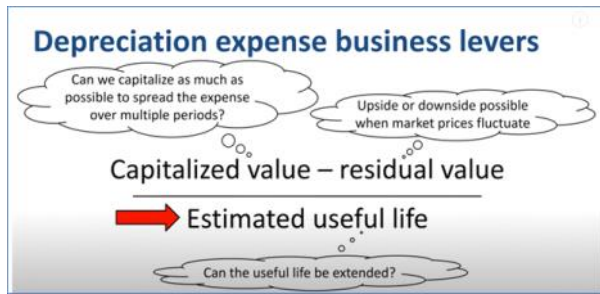 Depreciation expense business levers
Can we capitalize as much as
possible to spread the expense
over multiple periods?
Upside or downside possible
when market prices fluctuate
Capitalized value – residual value
Estimated useful life
Can the useful life be extended?